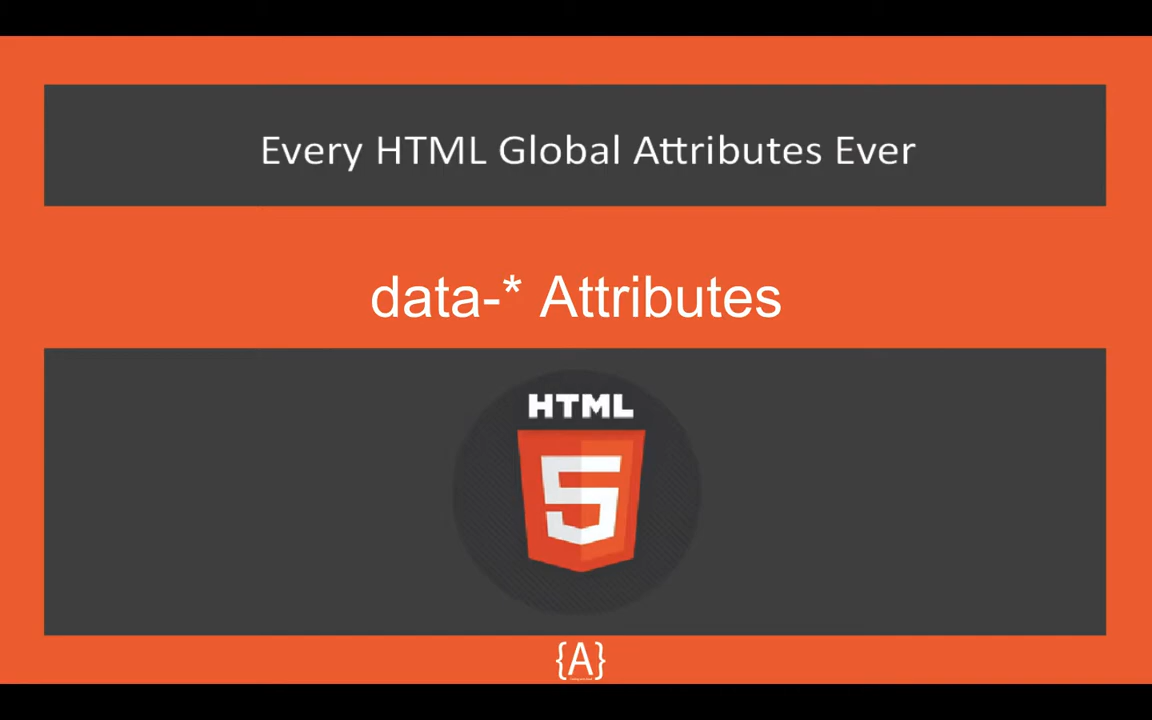 Every HTML Global Attributes Ever
data-* Attributes
HTML
5
{A}